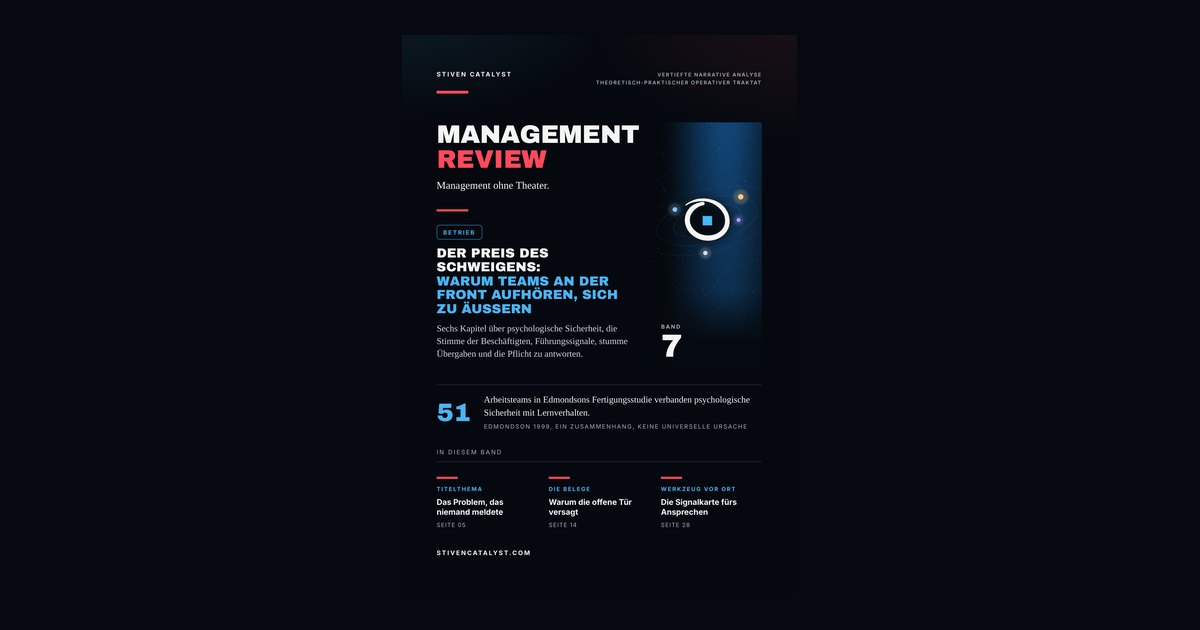 STIVEN CATALYST
VERTIEFTE NARRATIVE ANALYSE
THEORETISCH-PRAKTISCHER OPERATIVER TRAKTAT
MANAGEMENT
REVIEW
Management ohne Theater.
BETRIEB
DER PREIS DES
SCHWEIGENS:
WARUM TEAMS AN DER
FRONT AUFHÖREN, SICH
ZU ÄUSSERN
Sechs Kapitel über psychologische Sicherheit, die
Stimme der Beschäftigten, Führungssignale, stumme
Übergaben und die Pflicht zu antworten.
BAND
7
51
Arbeitsteams in Edmondsons Fertigungsstudie verbanden psychologische
Sicherheit mit Lernverhalten.
EDMONDSON 1999, EIN ZUSAMMENHANG, KEINE UNIVERSELLE URSACHE
IN DIESEM BAND
TITELTHEMA
Das Problem, das
niemand meldete
SEITE 05
DIE BELEGE
Warum die offene Tür
versagt
SEITE 14
WERKZEUG VOR ORT
Die Signalkarte fürs
Ansprechen
SEITE 28
STIVENCATALYST.COM